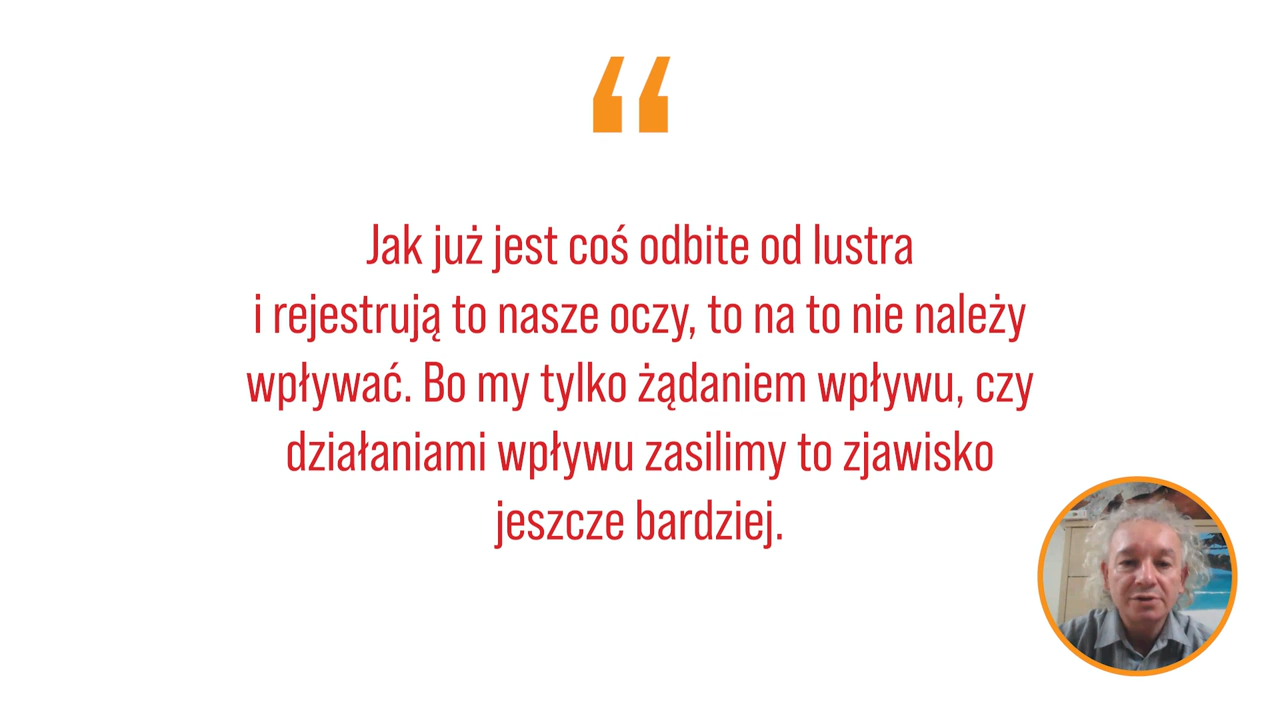 “
Jak już jest coś odbite od lustra
i rejestrują to nasze oczy, to na to nie należy
wpływać. Bo my tylko żądaniem wpływu, czy
działaniami wpływu zasilimy to zjawisko
jeszcze bardziej.